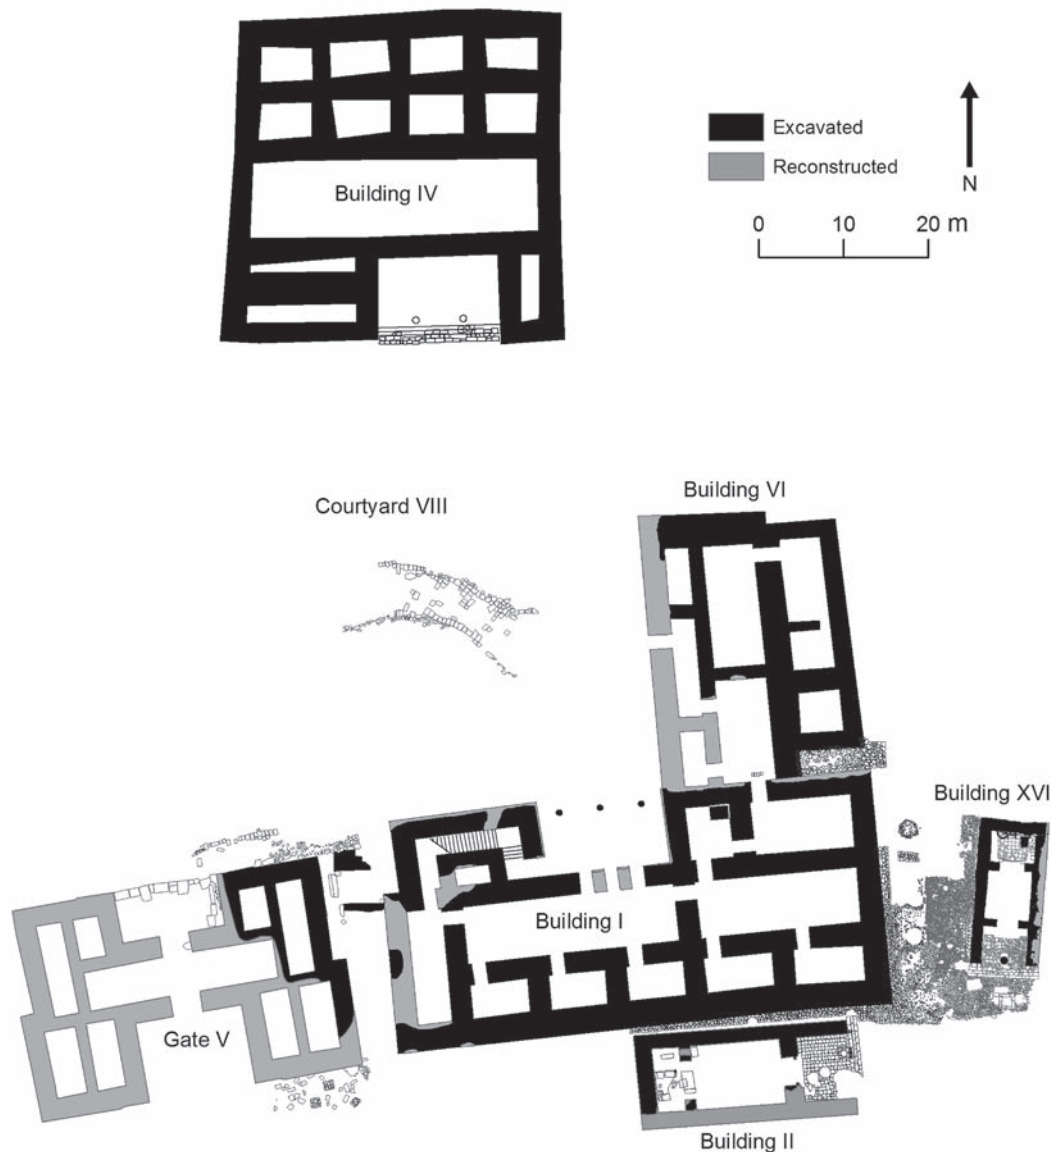 Excavated
Reconstructed
N
0 10 20 m
Building IV
Courtyard VIII
Building VI
Building XVI
Building I
Gate V
Building II